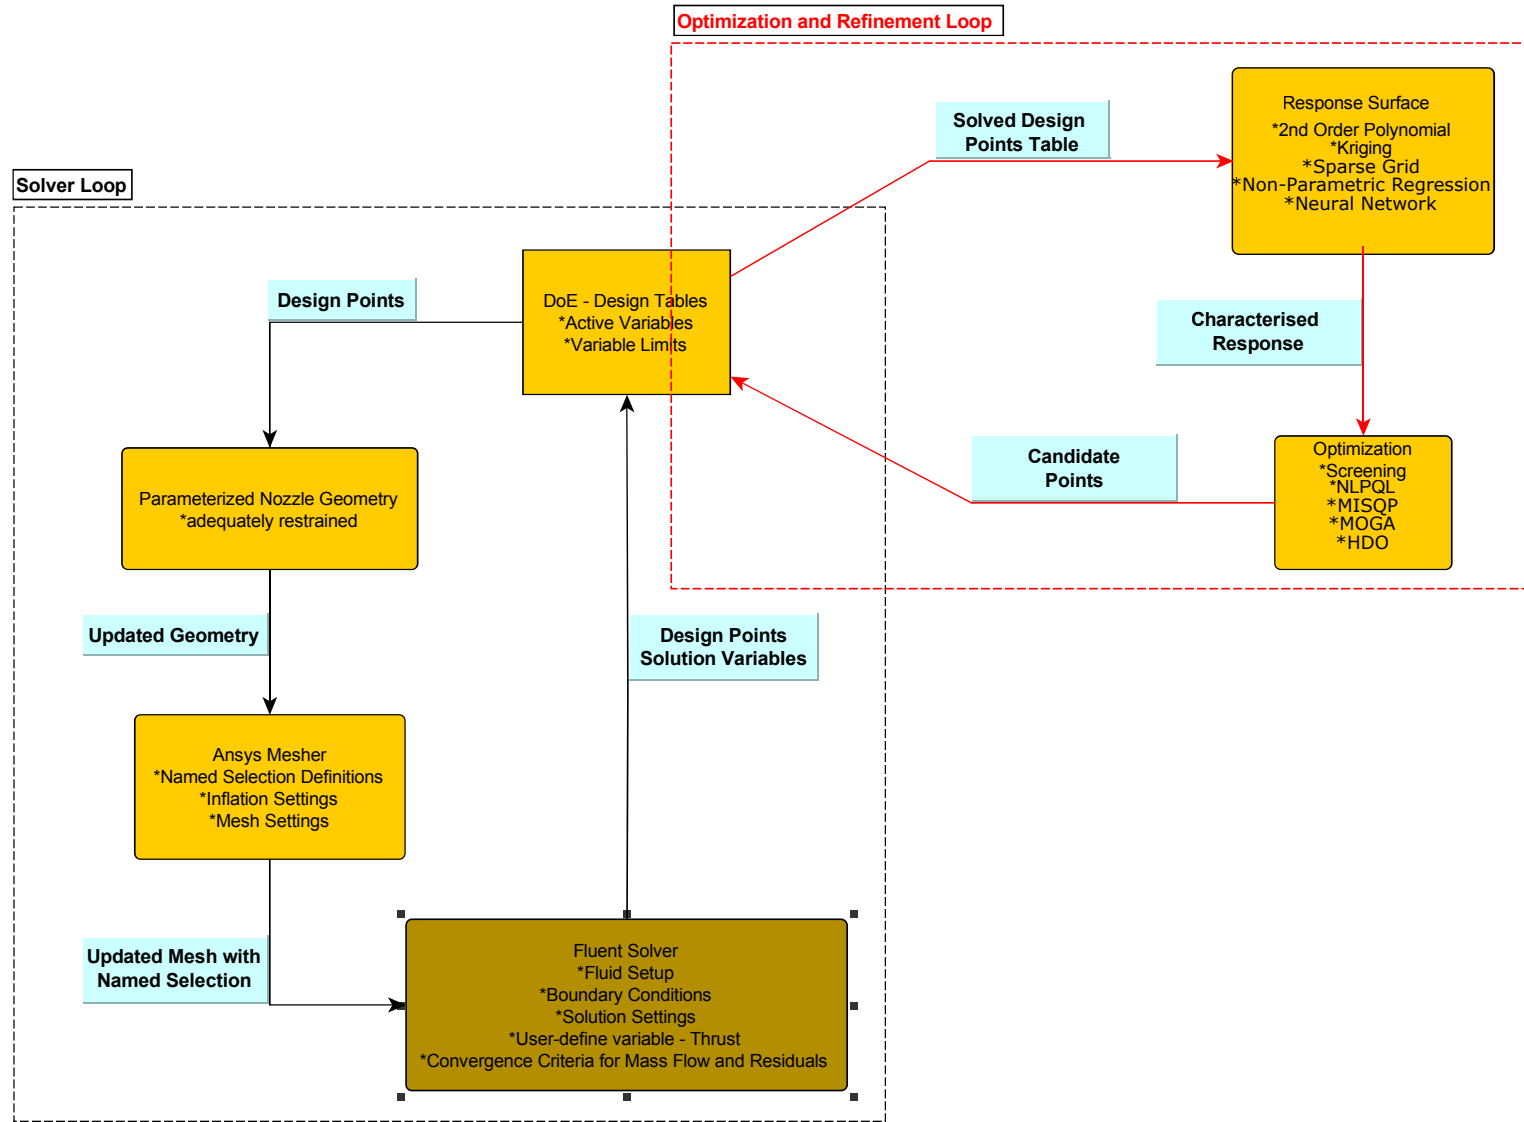 Optimization and Refinement Loop
Response Surface
*2nd Order Polynomial
*Kriging
*Sparse Grid
*Non-Parametric Regression
*Neural Network
Solved Design
Points Table
Solver Loop
Design Points
DoE - Design Tables
*Active Variables
*Variable Limits
Characterised
Response
Candidate
Points
Optimization
*Screening
*NLPQL
*MISQP
*MOGA
*HDO
Parameterized Nozzle Geometry
*adequately restrained
Updated Geometry
Design Points
Solution Variables
Ansys Mesher
*Named Selection Definitions
*Inflation Settings
*Mesh Settings
Updated Mesh with
Named Selection
Fluent Solver
*Fluid Setup
*Boundary Conditions
*Solution Settings
*User-define variable - Thrust
*Convergence Criteria for Mass Flow and Residuals